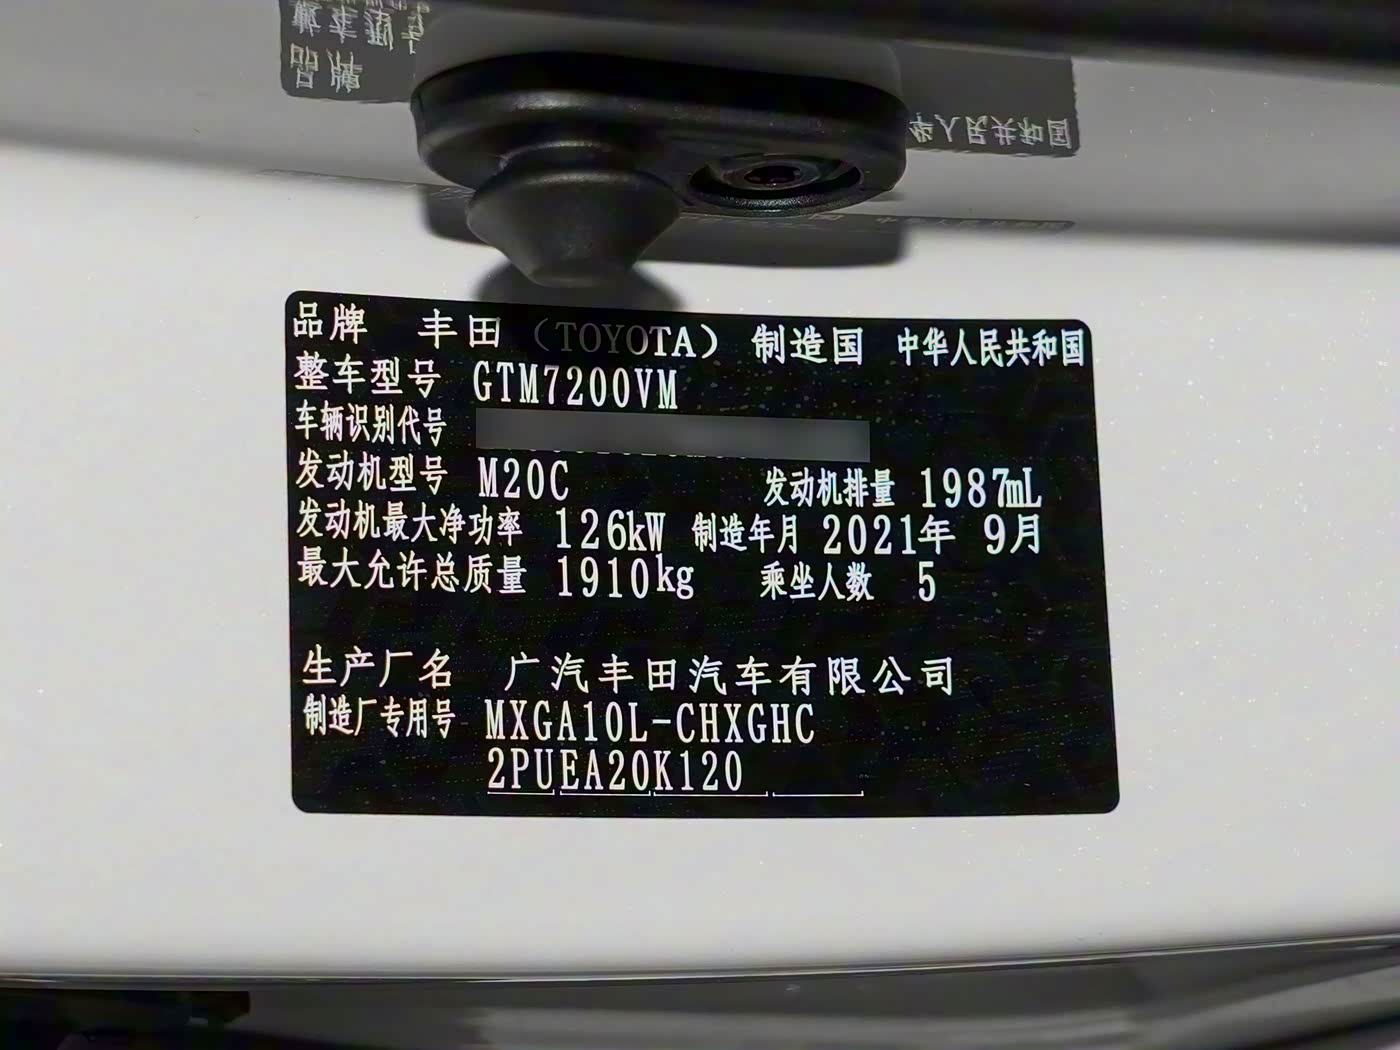 品牌 丰田（TOYOTA） 制造国 中华人民共和国
整车型号 GTM7200VM
车辆识别代号
发动机型号 M20C 发动机排量 1987mL
发动机最大净功率 126kW 制造年月 2021年 9月
最大允许总质量 1910kg 乘坐人数 5
生产厂名 广汽丰田汽车有限公司
制造厂专用号 MXGA10L-CHXGHC
2PUEA20K120